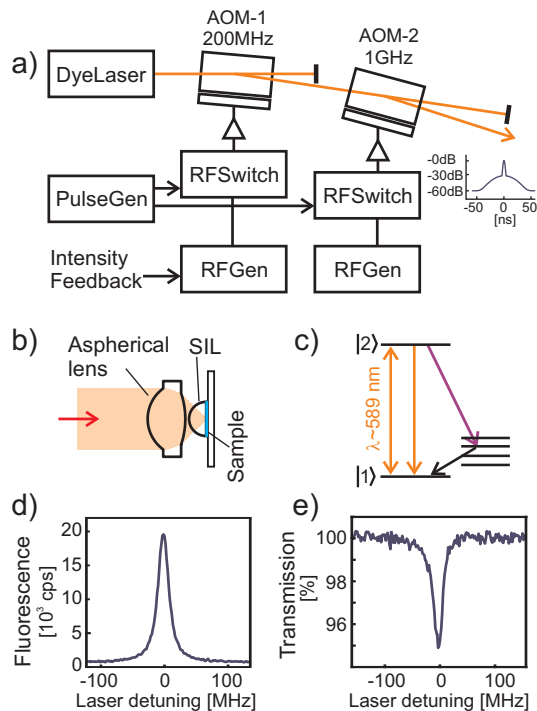 a)
AOM-1
200MHz
AOM-2
1GHz
DyeLaser
RFSwitch
PulseGen
RFSwitch
-0dB
-30dB
-60dB
-50 0 50
[ns]
Intensity
Feedback
RFGen
RFGen
b)
Aspherical
lens
SIL
Sample
c)
|2⟩
λ~589 nm
|1⟩
d)
Fluorescence
[10³ cps]
20
15
10
5
0
-100 0 100
Laser detuning [MHz]
e)
Transmission
[%]
100
98
96
94
-100 0 100
Laser detuning [MHz]